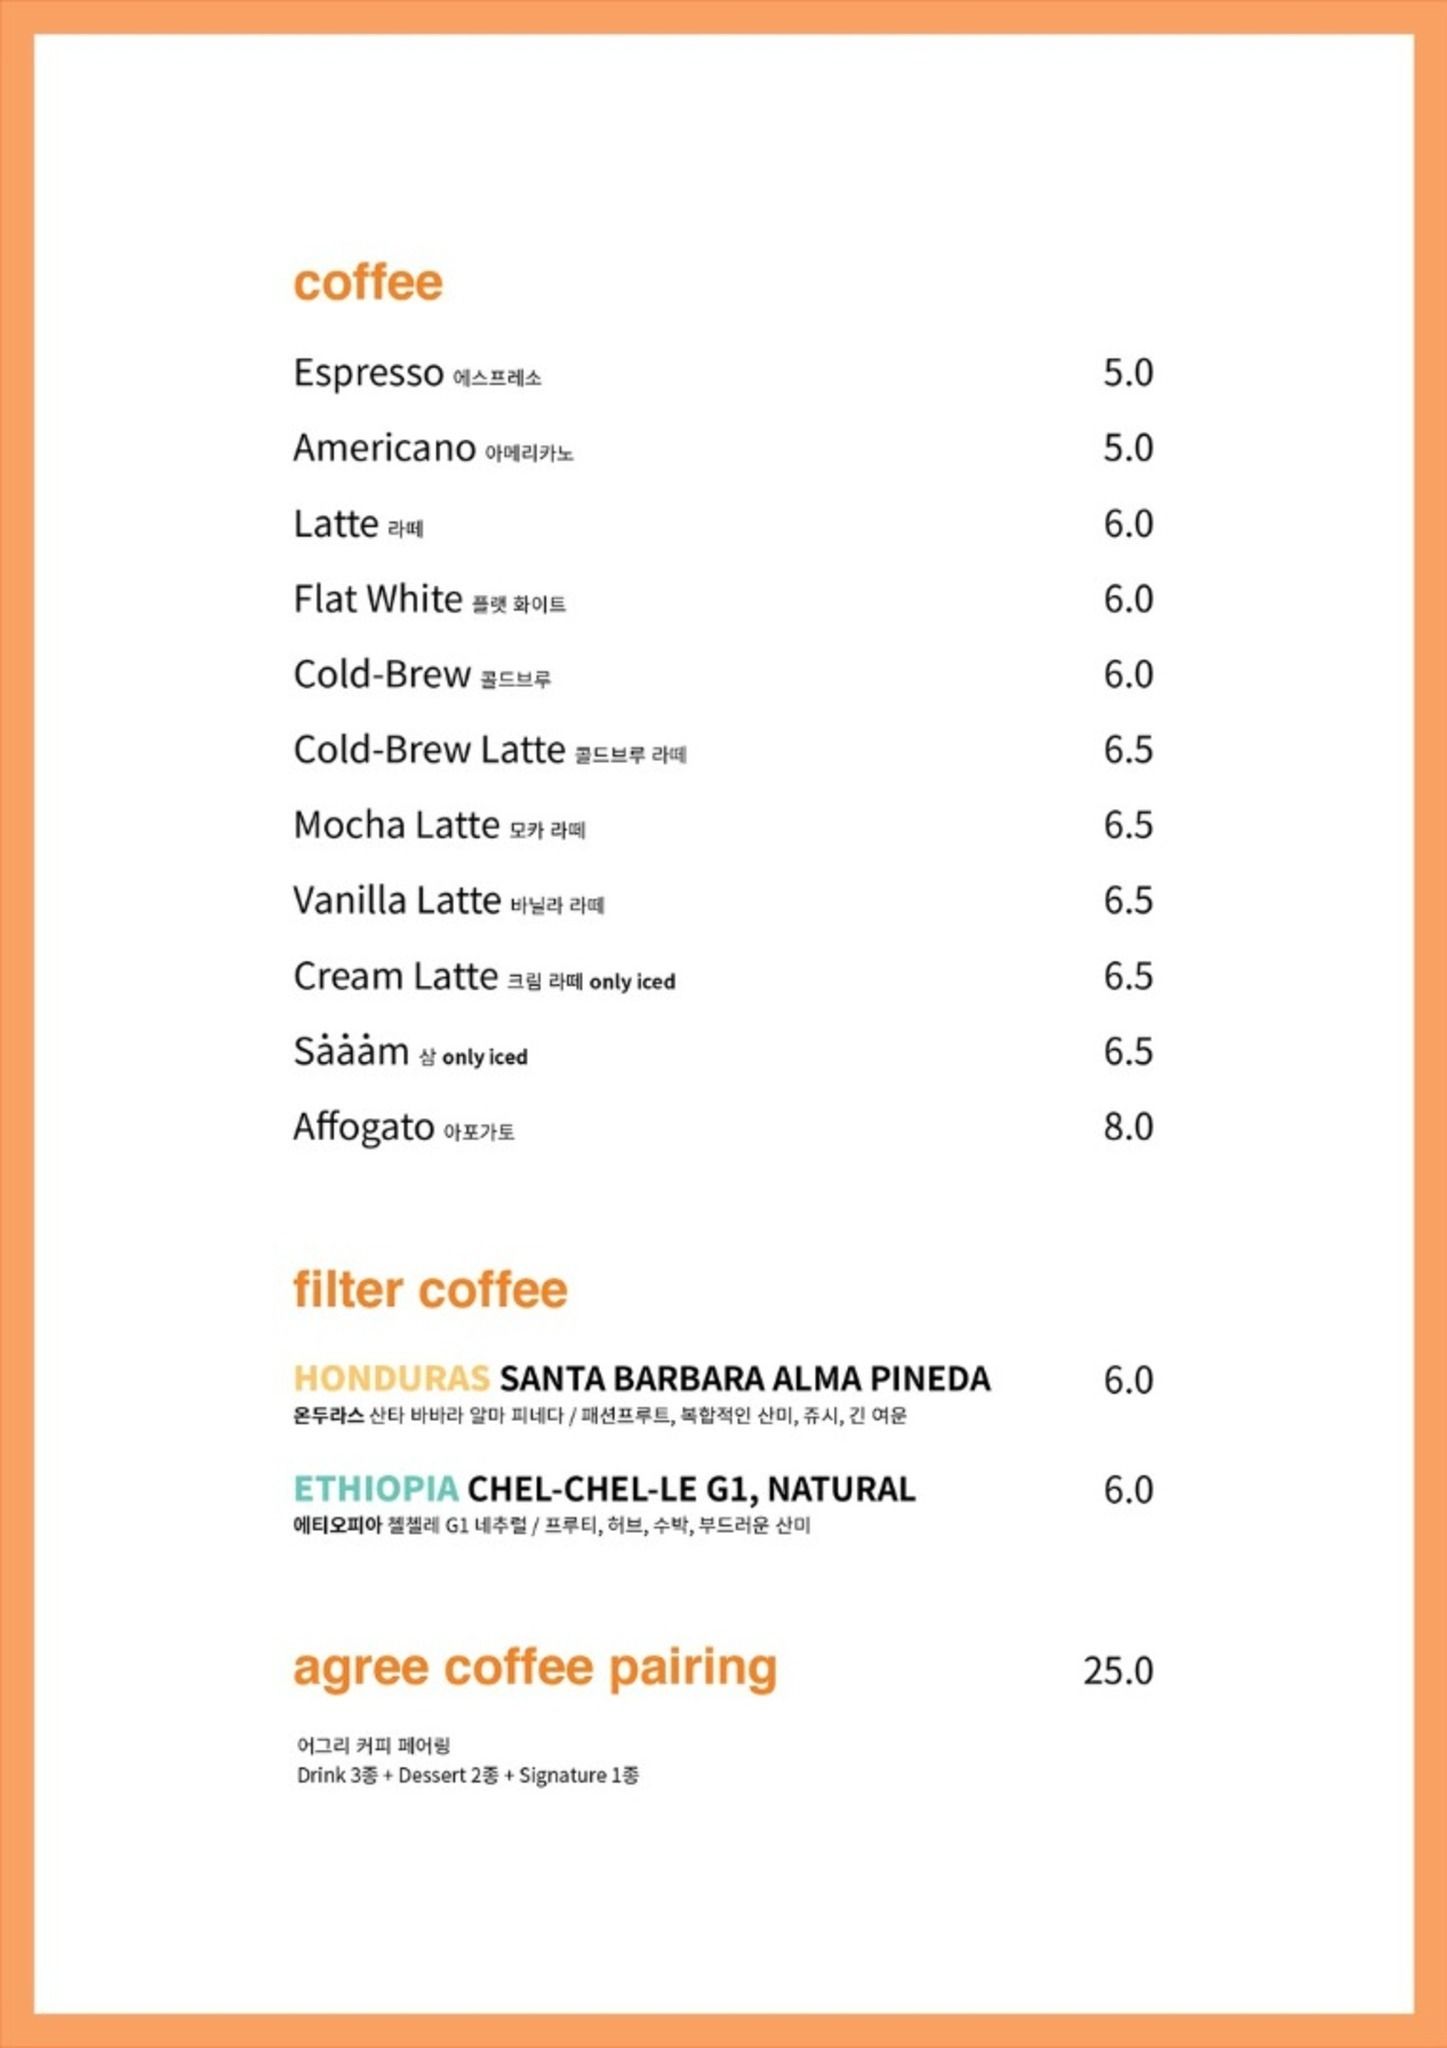 coffee
Espresso 에스프레소 5.0
Americano 아메리카노 5.0
Latte 라떼 6.0
Flat White 플랫 화이트 6.0
Cold-Brew 콜드브루 6.0
Cold-Brew Latte 콜드브루 라떼 6.5
Mocha Latte 모카 라떼 6.5
Vanilla Latte 바닐라 라떼 6.5
Cream Latte 크림 라떼 only iced 6.5
Sȧȧȧm 삼 only iced 6.5
Affogato 아포가토 8.0
filter coffee
HONDURAS SANTA BARBARA ALMA PINEDA 6.0
온두라스 산타 바바라 알마 피네다 / 패션프루트, 복합적인 산미, 쥬시, 긴 여운
ETHIOPIA CHEL-CHEL-LE G1, NATURAL 6.0
에티오피아 첼첼레 G1 네추럴 / 프루티, 허브, 수박, 부드러운 산미
agree coffee pairing 25.0
어그리 커피 페어링
Drink 3종 + Dessert 2종 + Signature 1종